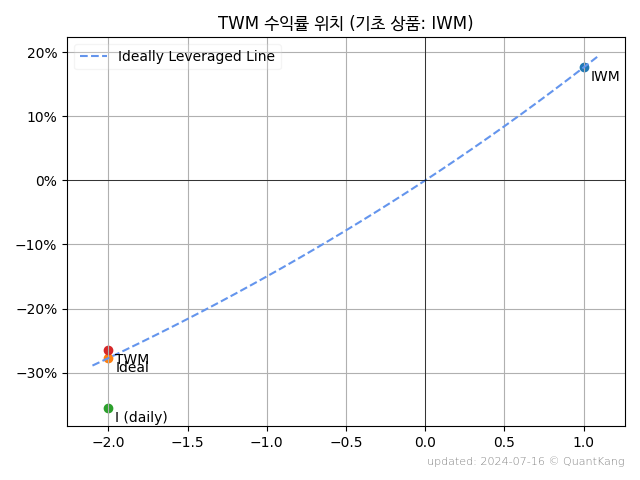 TWM 수익률 위치 (기초 상품: IWM)
20%
Ideally Leveraged Line
IWM
10%
0%
−10%
−20%
TWM
Ideal
−30%
I (daily)
−2.0 −1.5 −1.0 −0.5 0.0 0.5 1.0
updated: 2024-07-16 © QuantKang